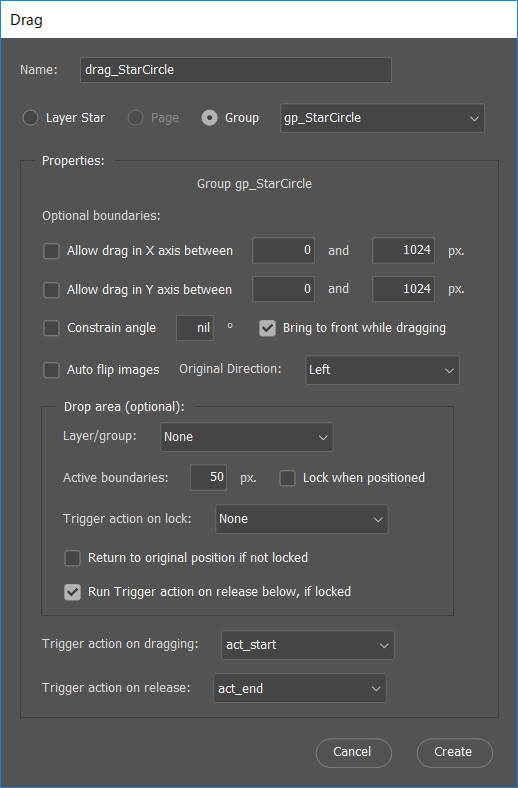 Drag
Name: drag_StarCircle
Layer Star Page Group gp_StarCircle
Properties:
Group gp_StarCircle
Optional boundaries:
Allow drag in X axis between 0 and 1024 px.
Allow drag in Y axis between 0 and 1024 px.
Constrain angle nil ° Bring to front while dragging
Auto flip images Original Direction: Left
Drop area (optional):
Layer/group: None
Active boundaries: 50 px. Lock when positioned
Trigger action on lock: None
Return to original position if not locked
Run Trigger action on release below, if locked
Trigger action on dragging: act_start
Trigger action on release: act_end
Cancel Create